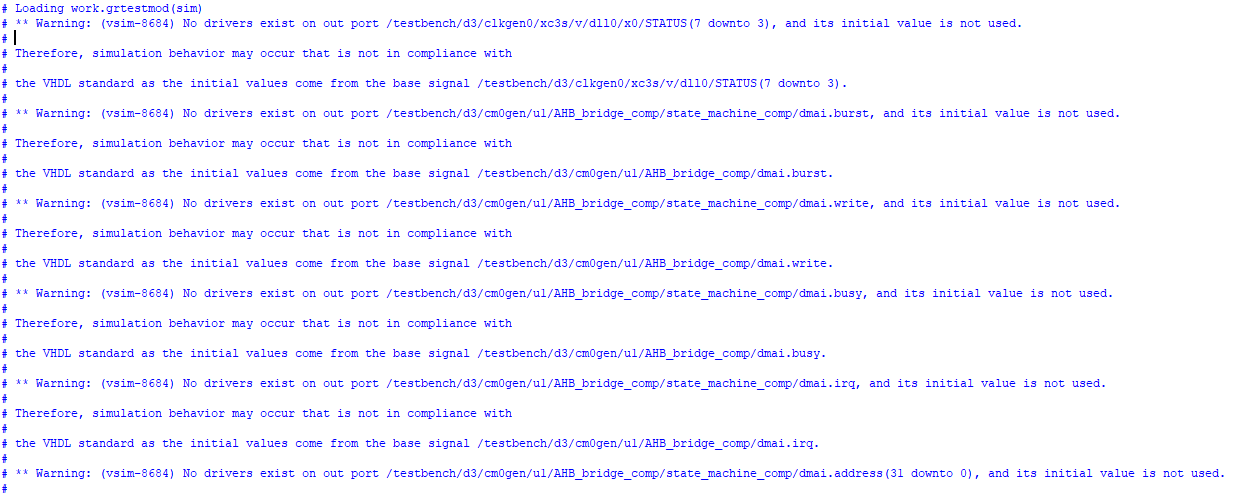 # Loading work.grtestmod(sim)
# ** Warning: (vsim-8684) No drivers exist on out port /testbench/d3/clkgen0/xc3s/v/dll0/x0/STATUS(7 downto 3), and its initial value is not used.
#
# Therefore, simulation behavior may occur that is not in compliance with
#
# the VHDL standard as the initial values come from the base signal /testbench/d3/clkgen0/xc3s/v/dll0/STATUS(7 downto 3).
#
# ** Warning: (vsim-8684) No drivers exist on out port /testbench/d3/cm0gen/u1/AHB_bridge_comp/state_machine_comp/dmai.burst, and its initial value is not used.
#
# Therefore, simulation behavior may occur that is not in compliance with
#
# the VHDL standard as the initial values come from the base signal /testbench/d3/cm0gen/u1/AHB_bridge_comp/dmai.burst.
#
# ** Warning: (vsim-8684) No drivers exist on out port /testbench/d3/cm0gen/u1/AHB_bridge_comp/state_machine_comp/dmai.write, and its initial value is not used.
#
# Therefore, simulation behavior may occur that is not in compliance with
#
# the VHDL standard as the initial values come from the base signal /testbench/d3/cm0gen/u1/AHB_bridge_comp/dmai.write.
#
# ** Warning: (vsim-8684) No drivers exist on out port /testbench/d3/cm0gen/u1/AHB_bridge_comp/state_machine_comp/dmai.busy, and its initial value is not used.
#
# Therefore, simulation behavior may occur that is not in compliance with
#
# the VHDL standard as the initial values come from the base signal /testbench/d3/cm0gen/u1/AHB_bridge_comp/dmai.busy.
#
# ** Warning: (vsim-8684) No drivers exist on out port /testbench/d3/cm0gen/u1/AHB_bridge_comp/state_machine_comp/dmai.irq, and its initial value is not used.
#
# Therefore, simulation behavior may occur that is not in compliance with
#
# the VHDL standard as the initial values come from the base signal /testbench/d3/cm0gen/u1/AHB_bridge_comp/dmai.irq.
#
# ** Warning: (vsim-8684) No drivers exist on out port /testbench/d3/cm0gen/u1/AHB_bridge_comp/state_machine_comp/dmai.address(31 downto 0), and its initial value is not used.
#